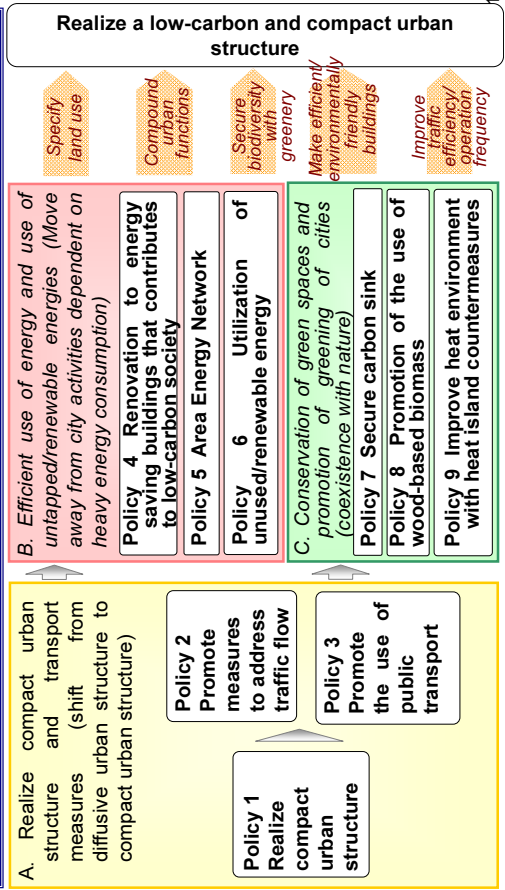 A. Realize compact urban
structure and transport
measures (shift from
diffusive urban structure to
compact urban structure)
Policy 1
Realize
compact
urban
structure
Policy 2
Promote
measures
to address
traffic flow
Policy 3
Promote
the use of
public
transport
B. Efficient use of energy and use of
untapped/renewable energies (Move
away from city activities dependent on
heavy energy consumption)
Policy 4 Renovation to energy
saving buildings that contributes
to low-carbon society
Policy 5 Area Energy Network
Policy 6 Utilization of
unused/renewable energy
C. Conservation of green spaces and
promotion of greening of cities
(coexistence with nature)
Policy 7 Secure carbon sink
Policy 8 Promotion of the use of
wood-based biomass
Policy 9 Improve heat environment
with heat island countermeasures
Specify
land use
Compound
urban
functions
Secure
biodiversity
with
greenery
Make efficient/
environmentally
friendly
buildings
Improve
traffic
efficiency/
operation
frequency
Realize a low-carbon and compact urban
structure